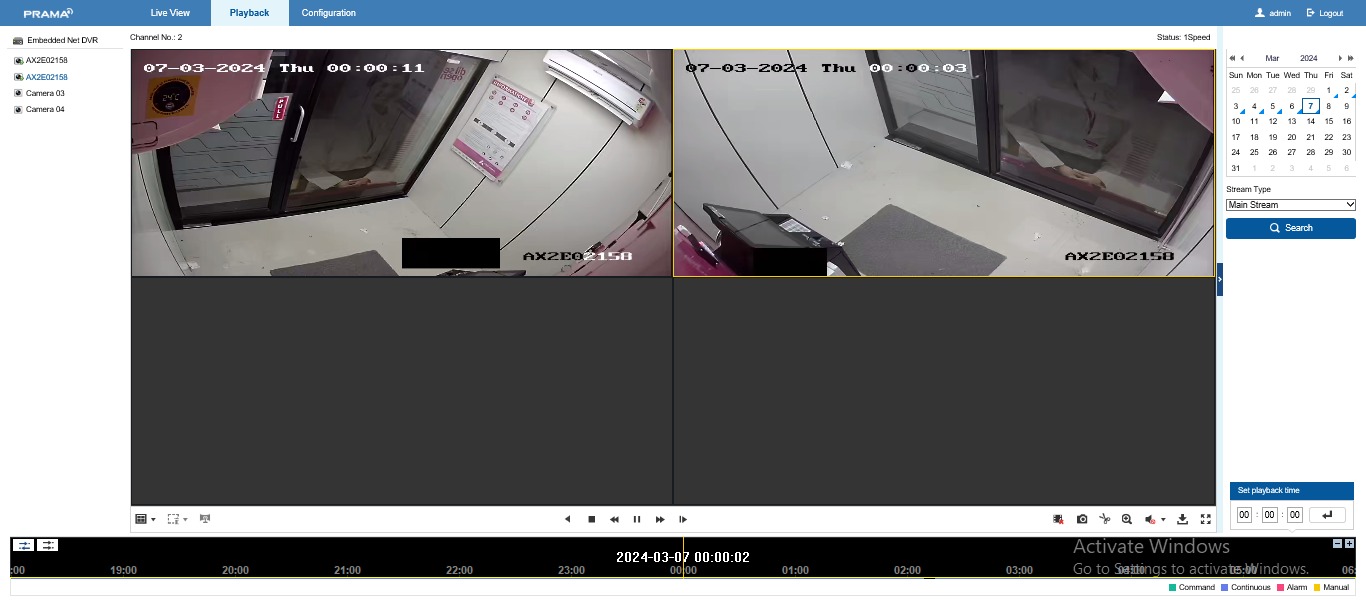 PRAMA
Live View
Playback
Configuration
admin
Logout
Embedded Net DVR
AX2E02158
AX2E02158
Camera 03
Camera 04
Channel No.: 2
Status: 1Speed
07-03-2024 Thu 00:00:11
24°C
PULL
INFORMATION
AX2E02158
07-03-2024 Thu 00:00:03
AX2E02158
Mar 2024
Sun Mon Tue Wed Thu Fri Sat
25 26 27 28 29 1 2
3 4 5 6 7 8 9
10 11 12 13 14 15 16
17 18 19 20 21 22 23
24 25 26 27 28 29 30
31 1 2 3 4 5 6
Stream Type
Main Stream
Search
Set playback time
00 : 00 : 00
2024-03-07 00:00:02
Activate Windows
Go to Settings to activate Windows.
:00 19:00 20:00 21:00 22:00 23:00 00:00 01:00 02:00 03:00 04:00 05:00 06:
Command Continuous Alarm Manual